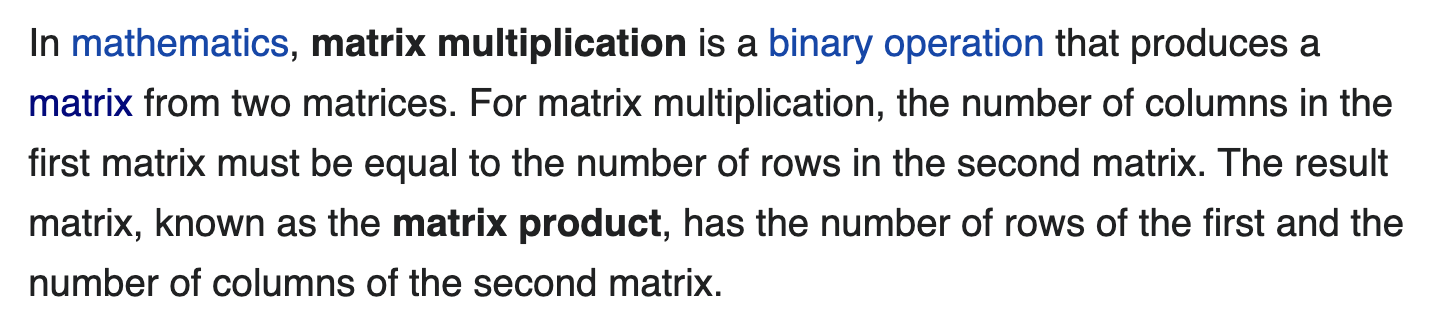 In mathematics, matrix multiplication is a binary operation that produces a
matrix from two matrices. For matrix multiplication, the number of columns in the
first matrix must be equal to the number of rows in the second matrix. The result
matrix, known as the matrix product, has the number of rows of the first and the
number of columns of the second matrix.